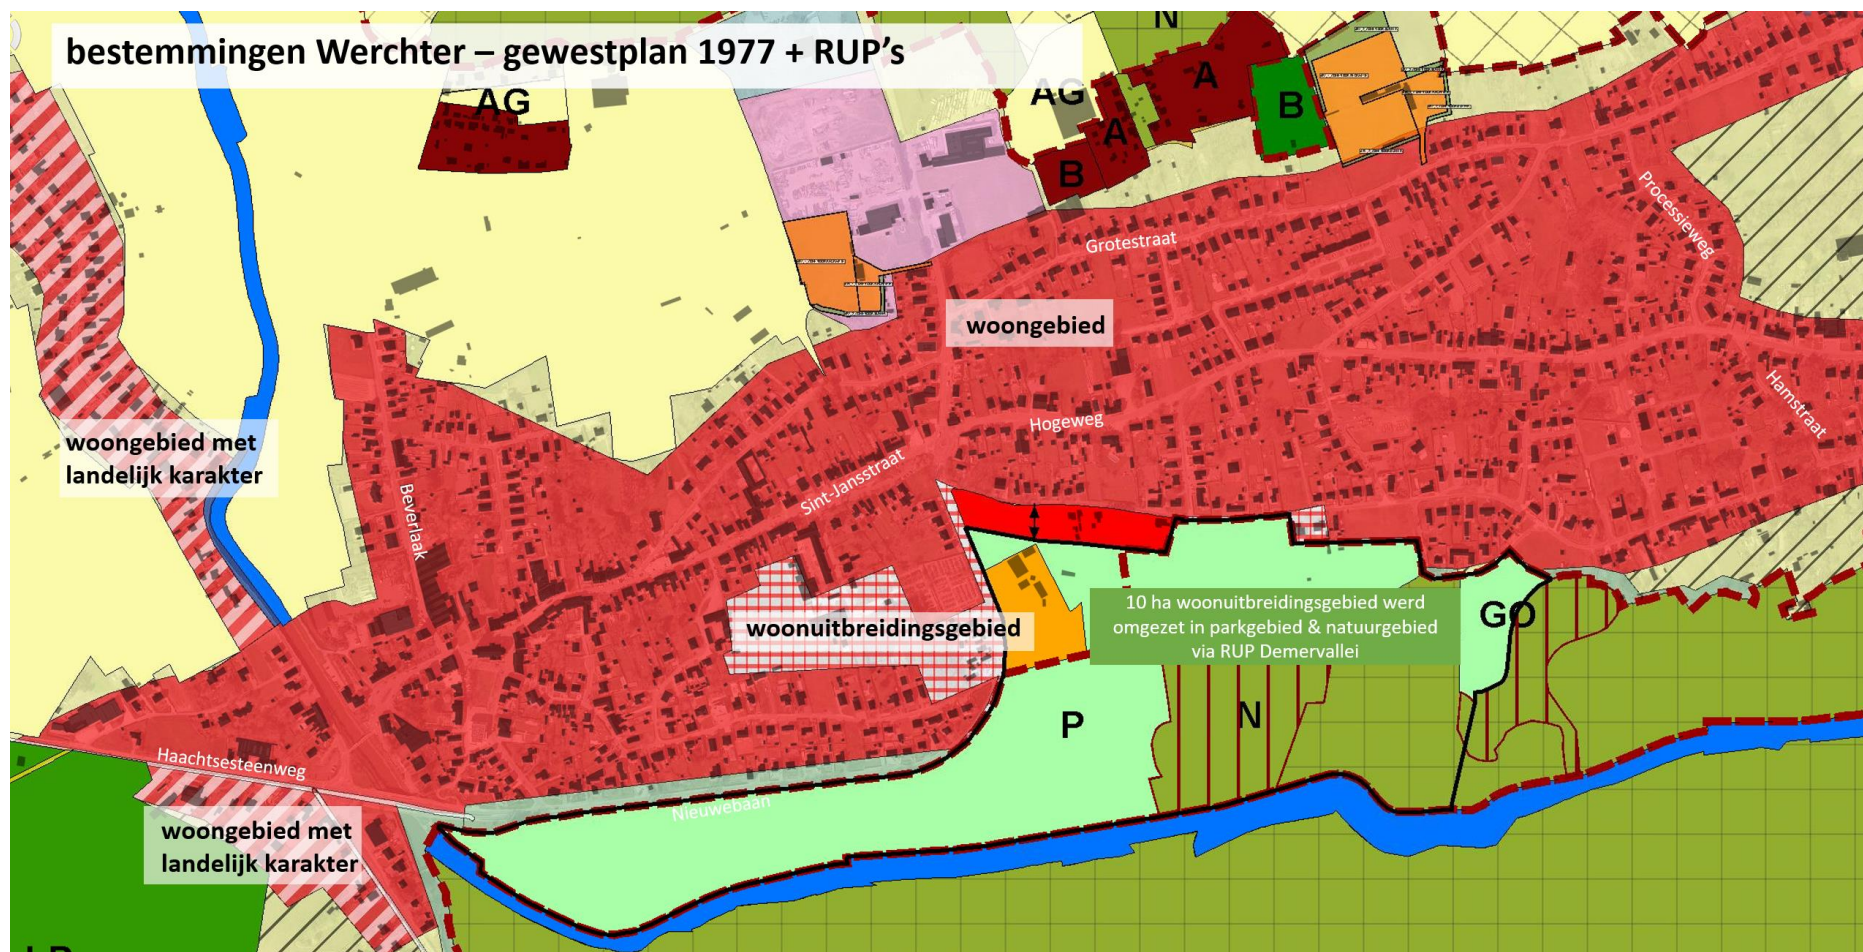 bestemmingen Werchter – gewestplan 1977 + RUP's
N
AG
AG
A
A
B
B
Processieweg
Grotestraat
woongebied
Hamstraat
Hogeweg
woongebied met
landelijk karakter
Sint-Jansstraat
Beverlaak
10 ha woonuitbreidingsgebied werd
omgezet in parkgebied & natuurgebied
via RUP Demervallei
GO
woonuitbreidingsgebied
P
N
Haachtsesteenweg
Nieuwebaan
woongebied met
landelijk karakter